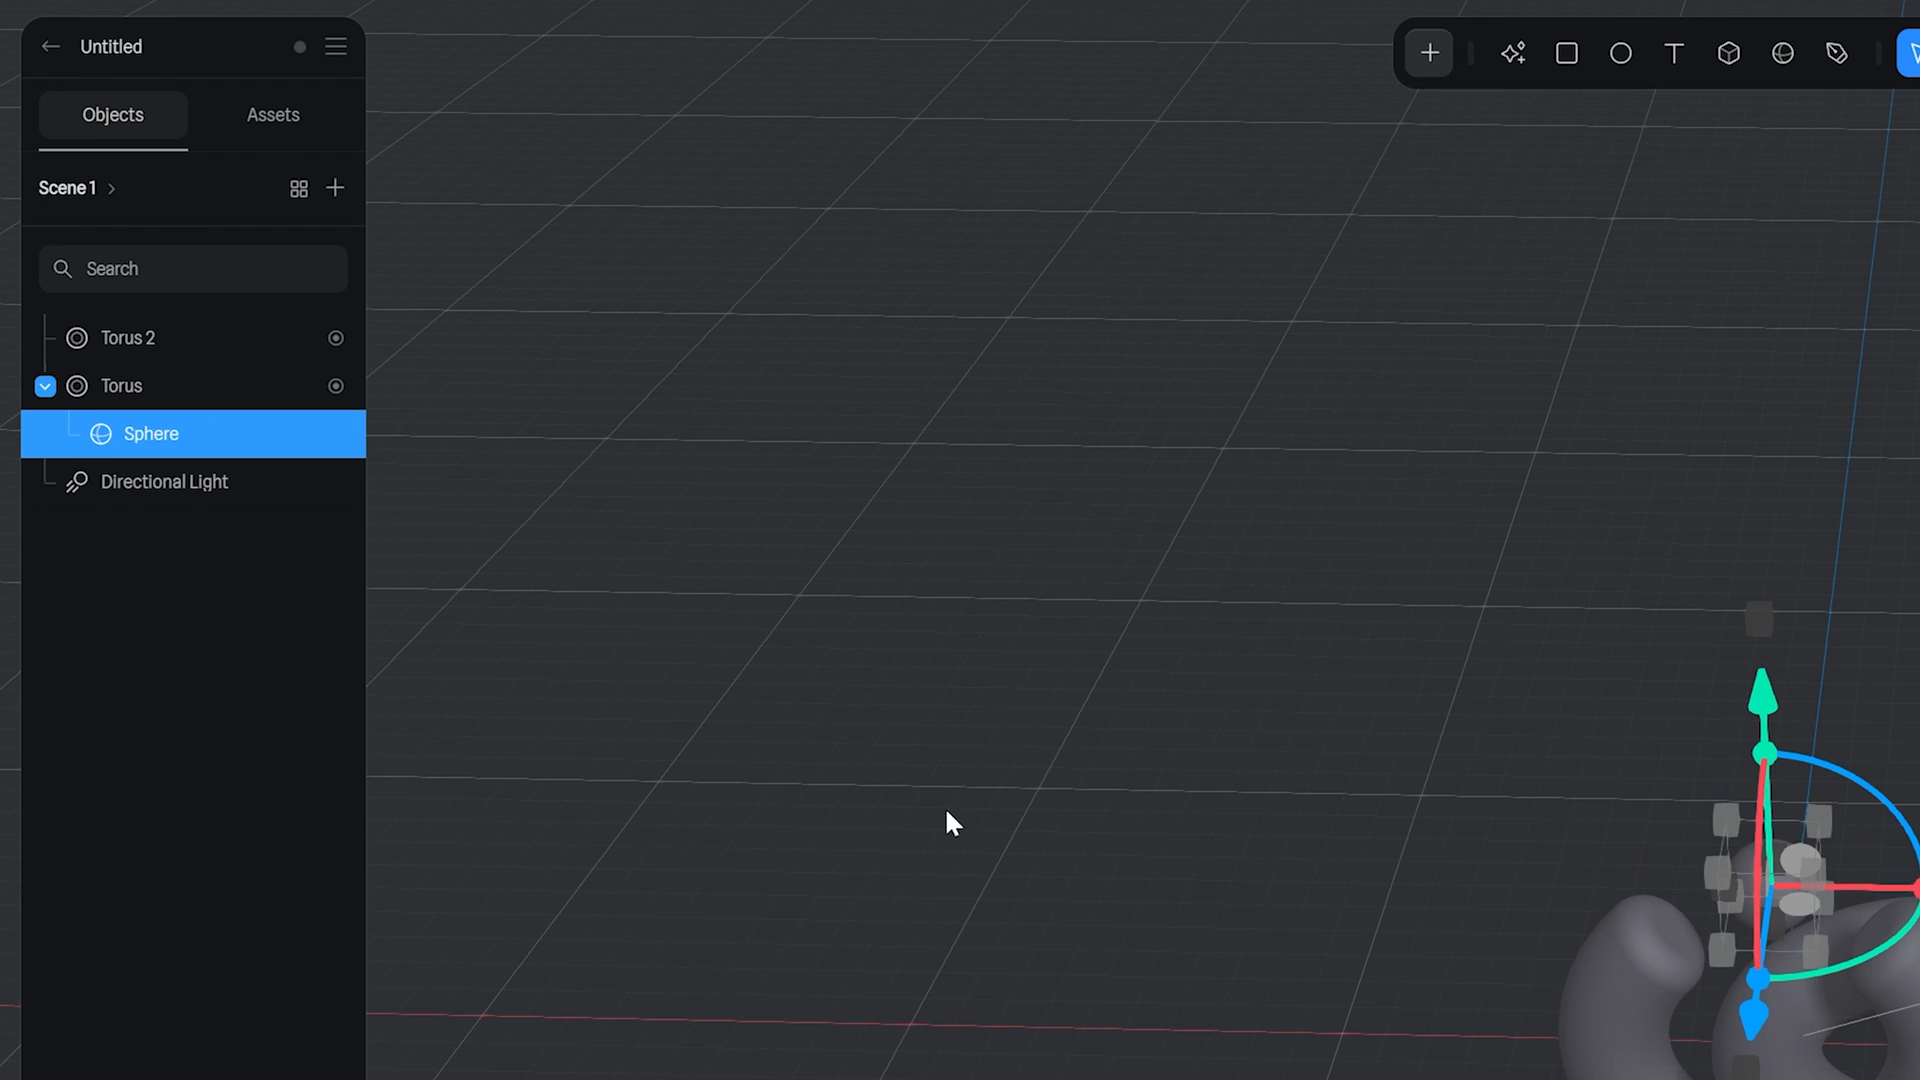 Untitled
Objects
Assets
Scene 1
Search
Torus 2
Torus
Sphere
Directional Light